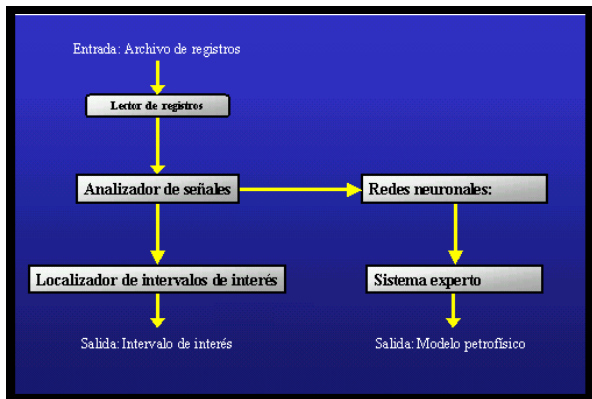 Entrada: Archivo de registros
Lector de registros
Analizador de señales
Redes neuronales:
Localizador de intervalos de interés
Sistema experto
Salida: Intervalo de interés
Salida: Modelo petrofísico